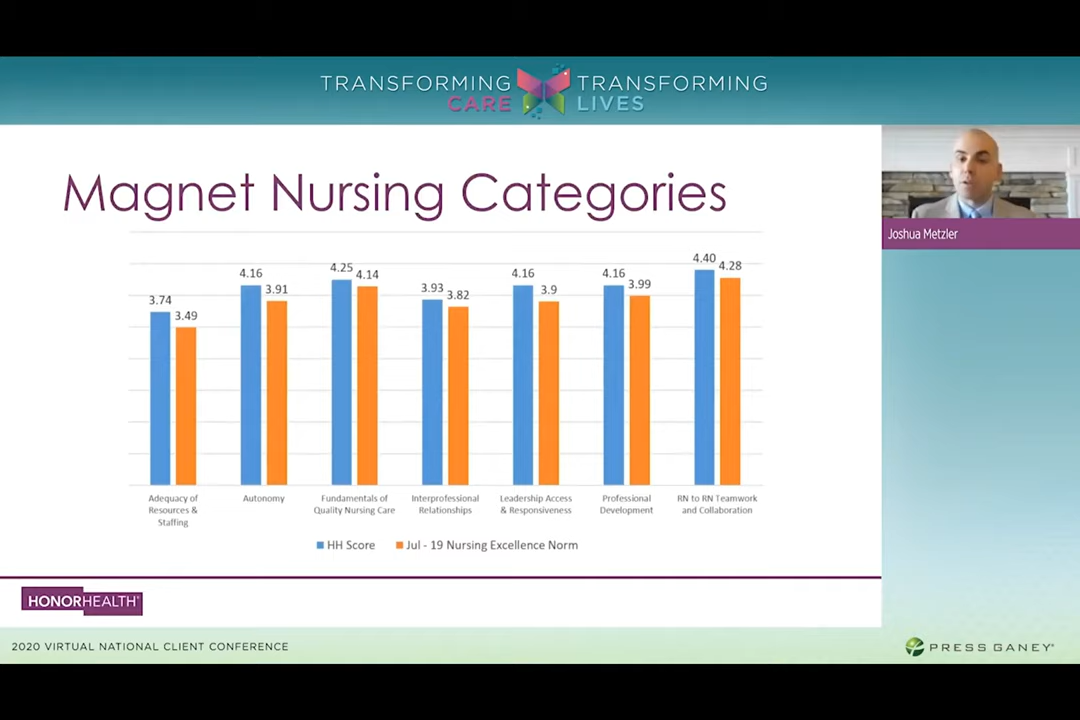 TRANSFORMING TRANSFORMING
CARE LIVES
Magnet Nursing Categories
Joshua Metzler
3.74
3.49
4.16
3.91
4.25
4.14
3.93
3.82
4.16
3.9
4.16
3.99
4.40
4.28
Adequacy of
Resources &
Staffing
Autonomy
Fundamentals of
Quality Nursing Care
Interprofessional
Relationships
Leadership Access
& Responsiveness
Professional
Development
RN to RN Teamwork
and Collaboration
HH Score
Jul - 19 Nursing Excellence Norm
HONORHEALTH®
2020 VIRTUAL NATIONAL CLIENT CONFERENCE
PRESS GANEY®